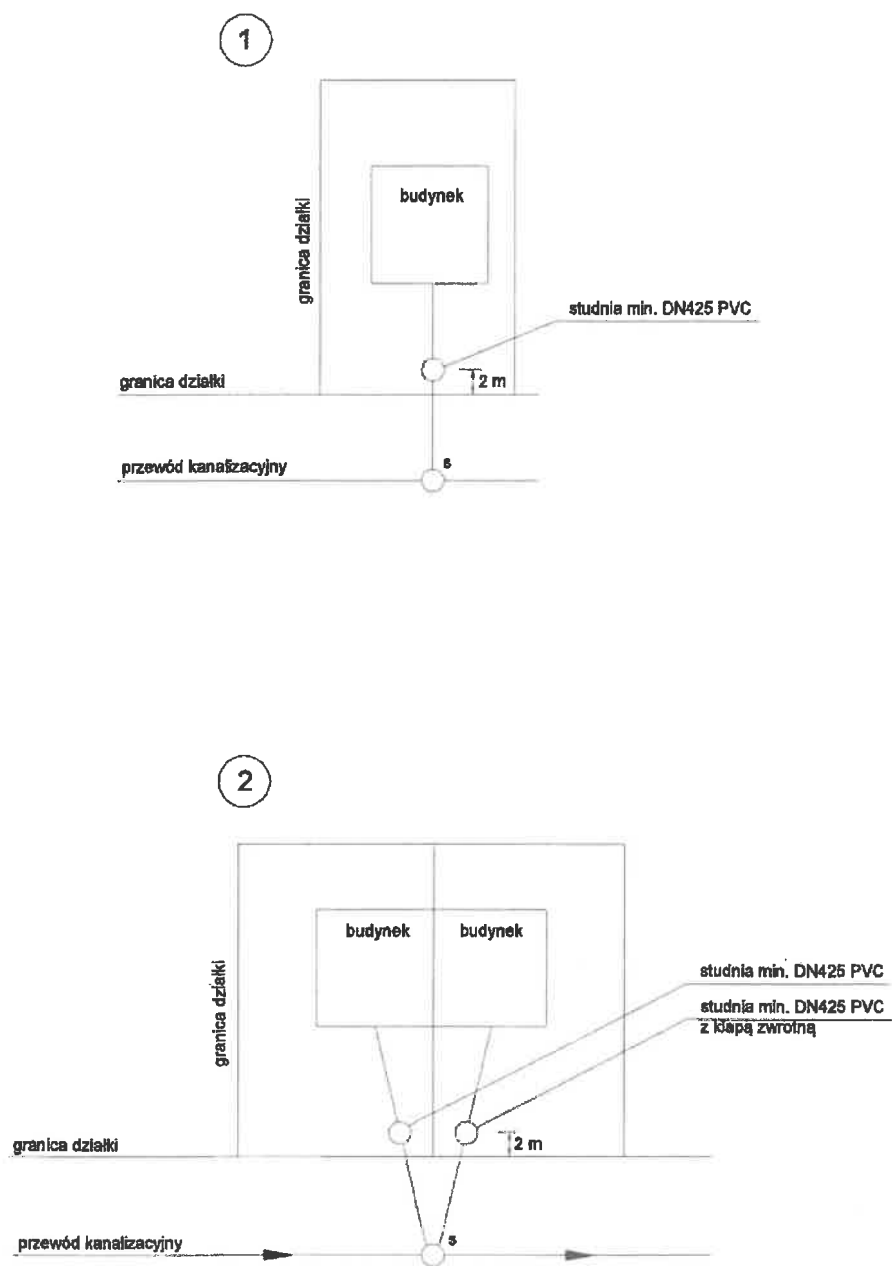 1
budynek
granica działki
studnia min. DN425 PVC
granica działki
2 m
przewód kanalizacyjny
s
2
budynek
budynek
granica działki
studnia min. DN425 PVC
studnia min. DN425 PVC
z klapą zwrotną
granica działki
2 m
przewód kanalizacyjny
s